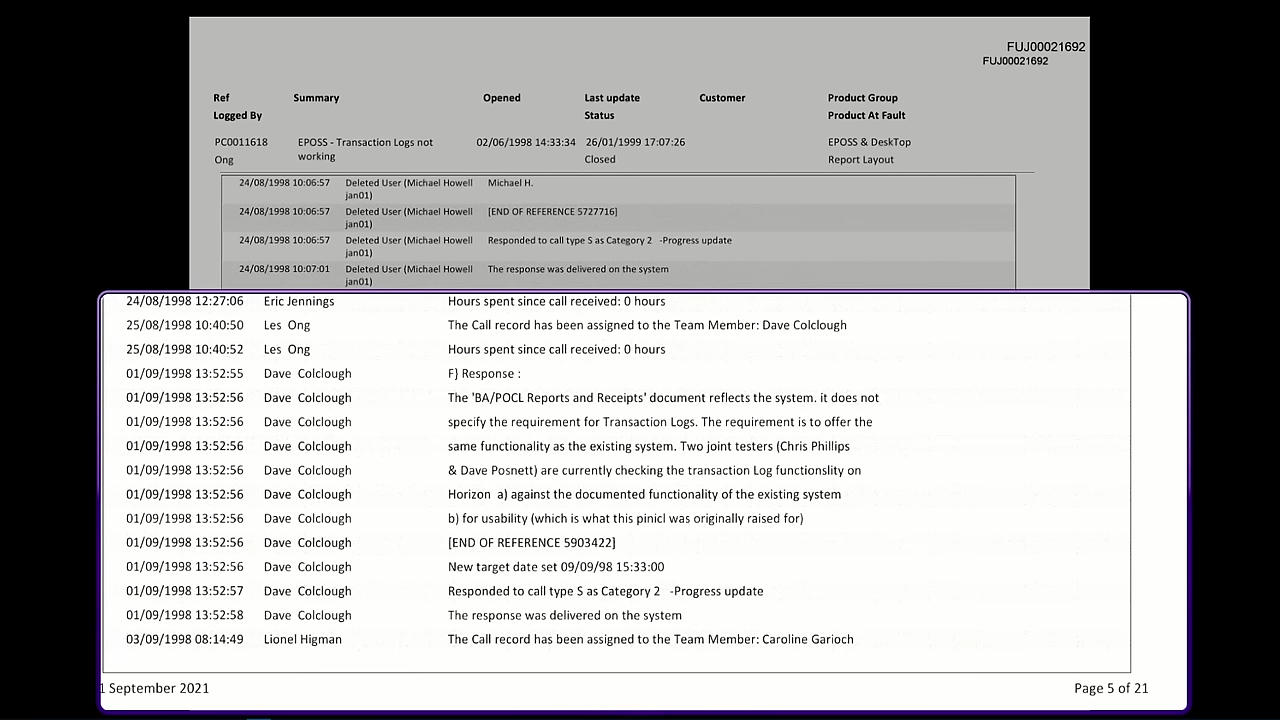 FUJ00021692
FUJ00021692
Ref Summary Opened Last update Customer Product Group
Logged By Status Product At Fault
PC0011618 EPOSS - Transaction Logs not working 02/06/1998 14:33:34 26/01/1999 17:07:26 EPOSS & DeskTop
Ong Closed Report Layout
24/08/1998 10:06:57 Deleted User (Michael Howell jan01) Michael H.
24/08/1998 10:06:57 Deleted User (Michael Howell jan01) [END OF REFERENCE 5727716]
24/08/1998 10:06:57 Deleted User (Michael Howell jan01) Responded to call type S as Category 2 -Progress update
24/08/1998 10:07:01 Deleted User (Michael Howell jan01) The response was delivered on the system
24/08/1998 12:27:06 Eric Jennings Hours spent since call received: 0 hours
25/08/1998 10:40:50 Les Ong The Call record has been assigned to the Team Member: Dave Colclough
25/08/1998 10:40:52 Les Ong Hours spent since call received: 0 hours
01/09/1998 13:52:55 Dave Colclough F} Response :
01/09/1998 13:52:56 Dave Colclough The 'BA/POCL Reports and Receipts' document reflects the system. it does not
01/09/1998 13:52:56 Dave Colclough specify the requirement for Transaction Logs. The requirement is to offer the
01/09/1998 13:52:56 Dave Colclough same functionality as the existing system. Two joint testers (Chris Phillips
01/09/1998 13:52:56 Dave Colclough & Dave Posnett) are currently checking the transaction Log functionslity on
01/09/1998 13:52:56 Dave Colclough Horizon a) against the documented functionality of the existing system
01/09/1998 13:52:56 Dave Colclough b) for usability (which is what this pinicl was originally raised for)
01/09/1998 13:52:56 Dave Colclough [END OF REFERENCE 5903422]
01/09/1998 13:52:56 Dave Colclough New target date set 09/09/98 15:33:00
01/09/1998 13:52:57 Dave Colclough Responded to call type S as Category 2 -Progress update
01/09/1998 13:52:58 Dave Colclough The response was delivered on the system
03/09/1998 08:14:49 Lionel Higman The Call record has been assigned to the Team Member: Caroline Garioch
1 September 2021 Page 5 of 21